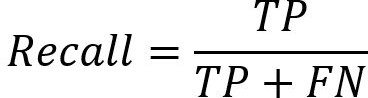 Recall = TP / (TP + FN)